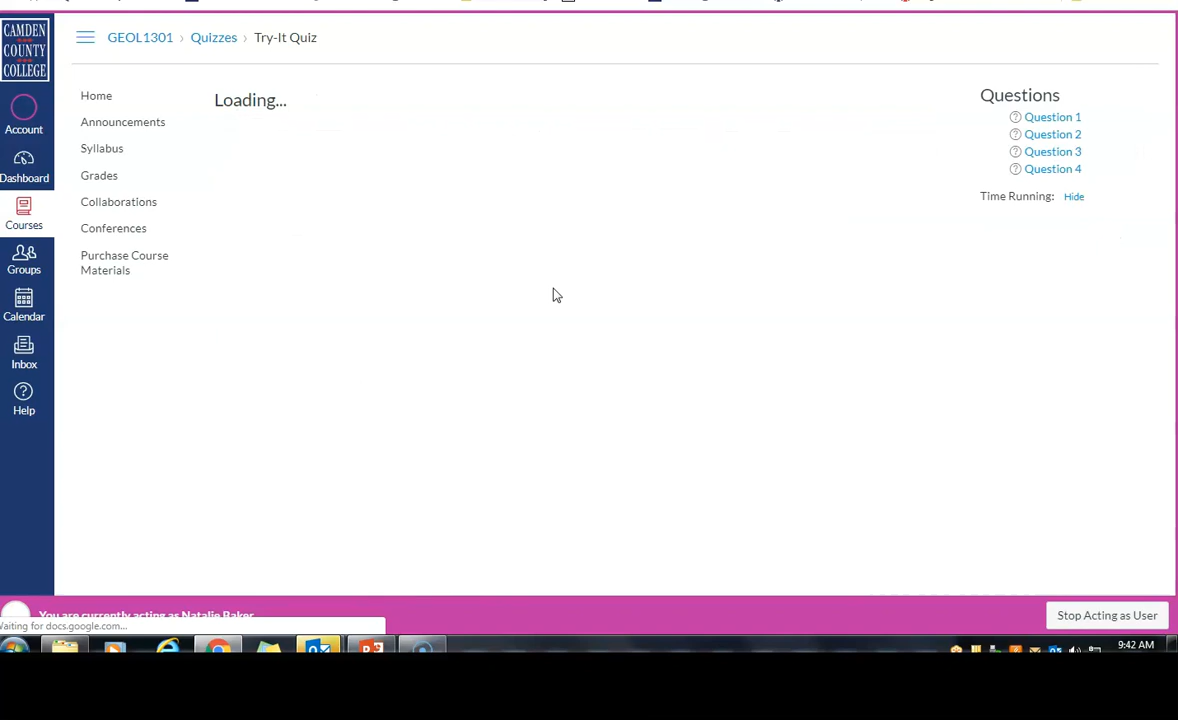 CAMDEN
COUNTY
COLLEGE
GEOL1301 › Quizzes › Try-It Quiz
Account
Dashboard
Courses
Groups
Calendar
Inbox
Help
Home
Announcements
Syllabus
Grades
Collaborations
Conferences
Purchase Course
Materials
Loading...
Questions
Question 1
Question 2
Question 3
Question 4
Time Running: Hide
You are currently acting as Natalie Baker
Stop Acting as User
Waiting for docs.google.com...
9:42 AM